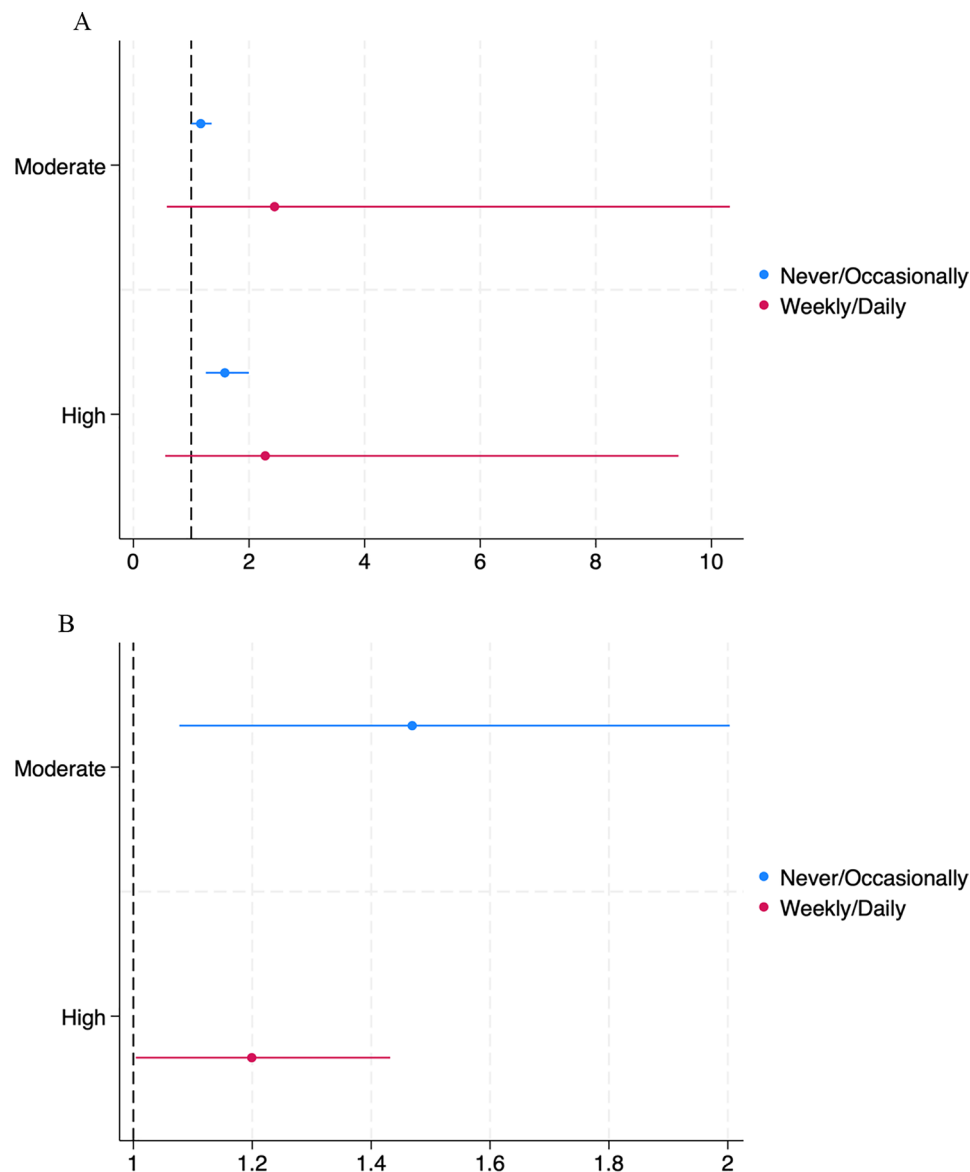 A
Moderate
High
0 2 4 6 8 10
Never/Occasionally
Weekly/Daily
B
Moderate
High
1 1.2 1.4 1.6 1.8 2
Never/Occasionally
Weekly/Daily